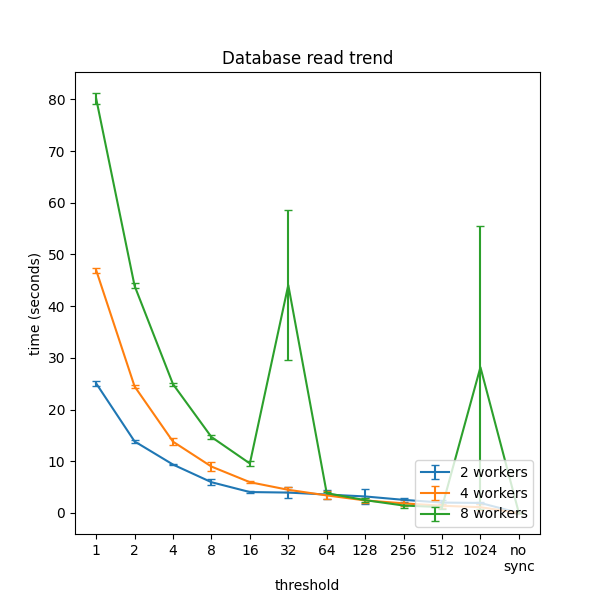 Database read trend
time (seconds)
80
70
60
50
40
30
20
10
0
2 workers
4 workers
8 workers
1 2 4 8 16 32 64 128 256 512 1024 no
sync
threshold